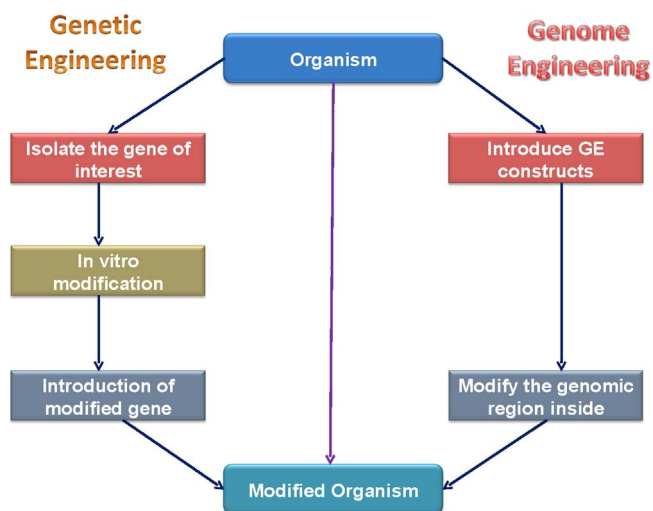 Genetic
Engineering
Organism
Genome
Engineering
Isolate the gene of
interest
Introduce GE
constructs
In vitro
modification
Introduction of
modified gene
Modify the genomic
region inside
Modified Organism